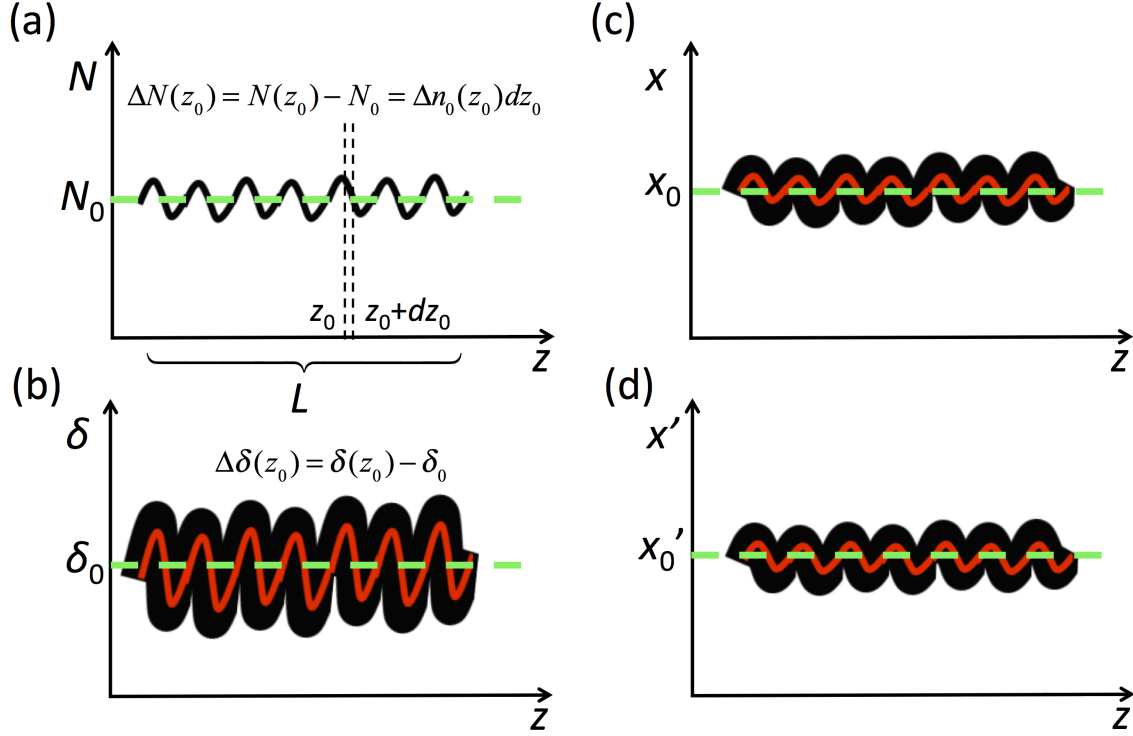 (a)
N
ΔN(z₀) = N(z₀) − N₀ = Δn₀(z₀)dz₀
N₀
z₀ z₀+dz₀
z
L
(b)
δ
Δδ(z₀) = δ(z₀) − δ₀
δ₀
z
(c)
x
x₀
z
(d)
x’
x₀’
z